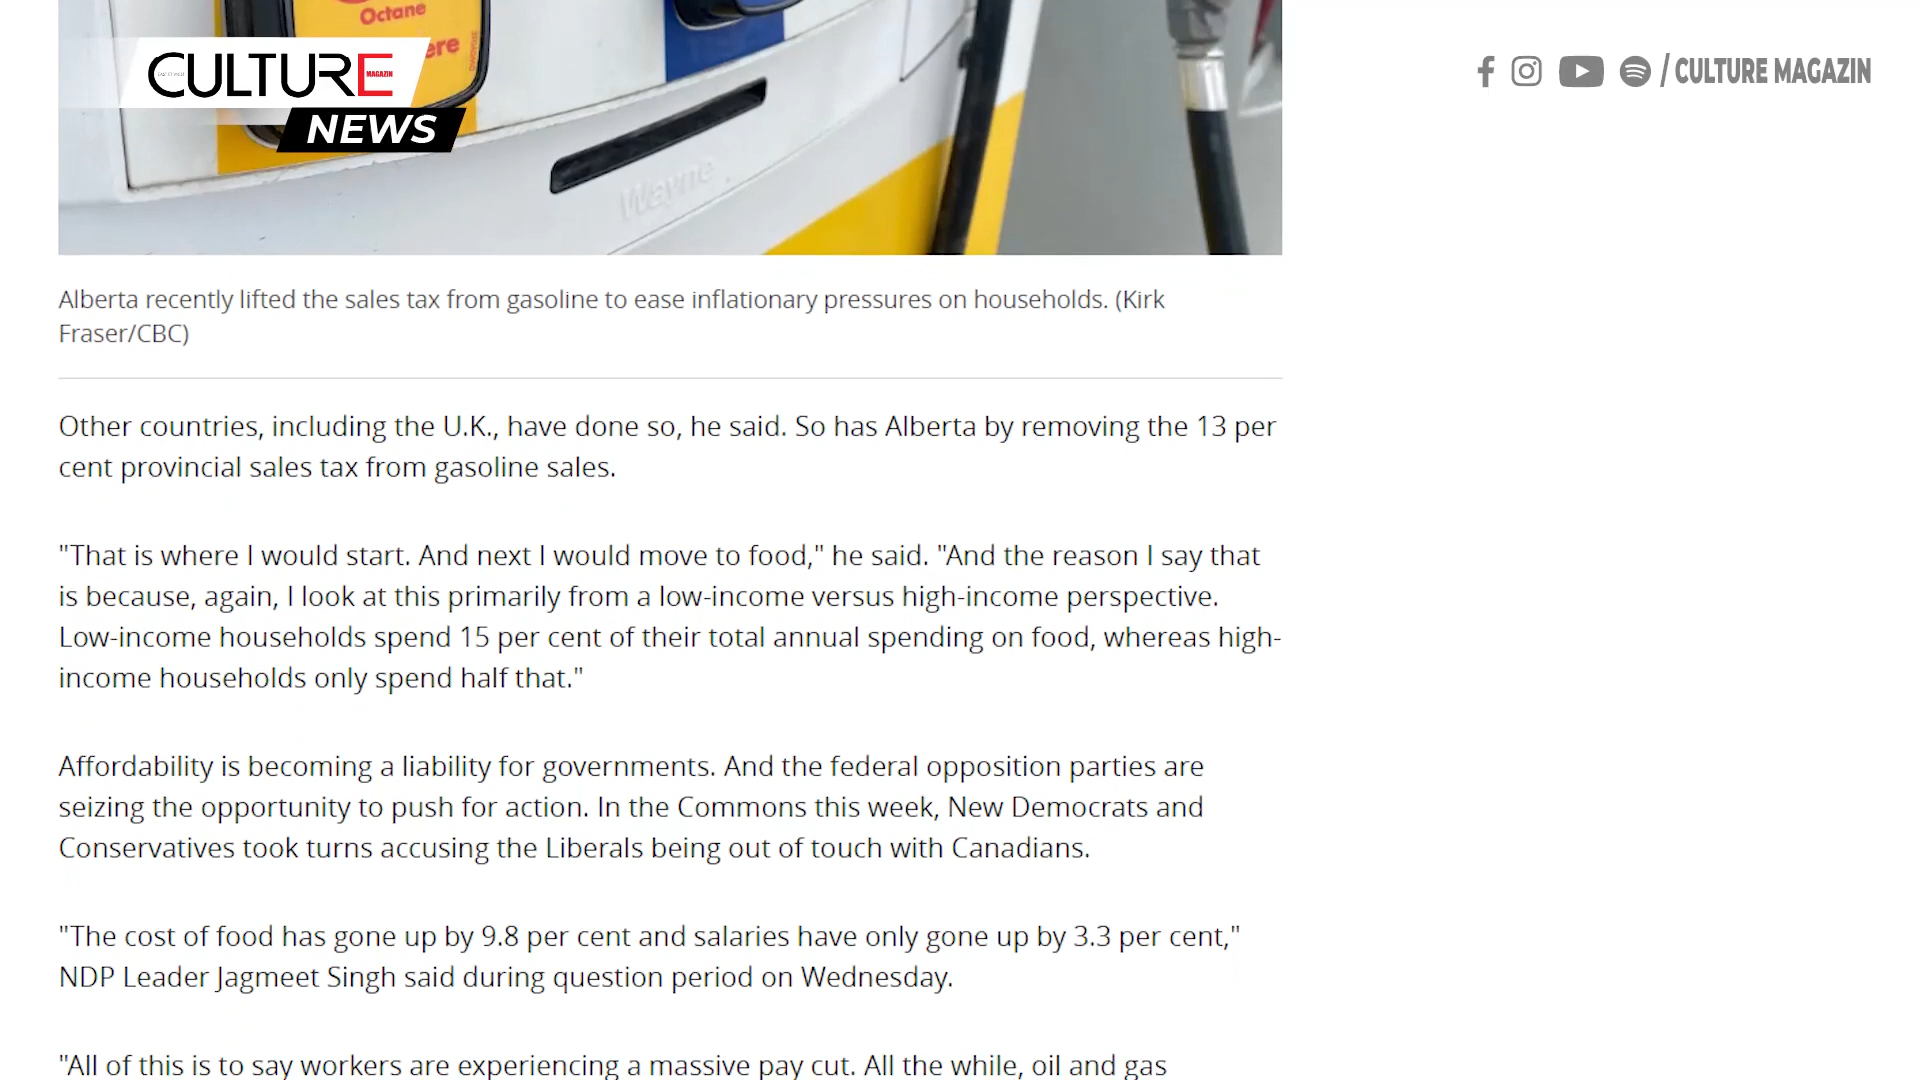 Octane
ere
CULTURE
MAGAZIN
NEWS
/ CULTURE MAGAZIN
Wayne
Alberta recently lifted the sales tax from gasoline to ease inflationary pressures on households. (Kirk
Fraser/CBC)
Other countries, including the U.K., have done so, he said. So has Alberta by removing the 13 per
cent provincial sales tax from gasoline sales.
"That is where I would start. And next I would move to food," he said. "And the reason I say that
is because, again, I look at this primarily from a low-income versus high-income perspective.
Low-income households spend 15 per cent of their total annual spending on food, whereas high-
income households only spend half that."
Affordability is becoming a liability for governments. And the federal opposition parties are
seizing the opportunity to push for action. In the Commons this week, New Democrats and
Conservatives took turns accusing the Liberals being out of touch with Canadians.
"The cost of food has gone up by 9.8 per cent and salaries have only gone up by 3.3 per cent,"
NDP Leader Jagmeet Singh said during question period on Wednesday.
"All of this is to say workers are experiencing a massive pay cut. All the while, oil and gas